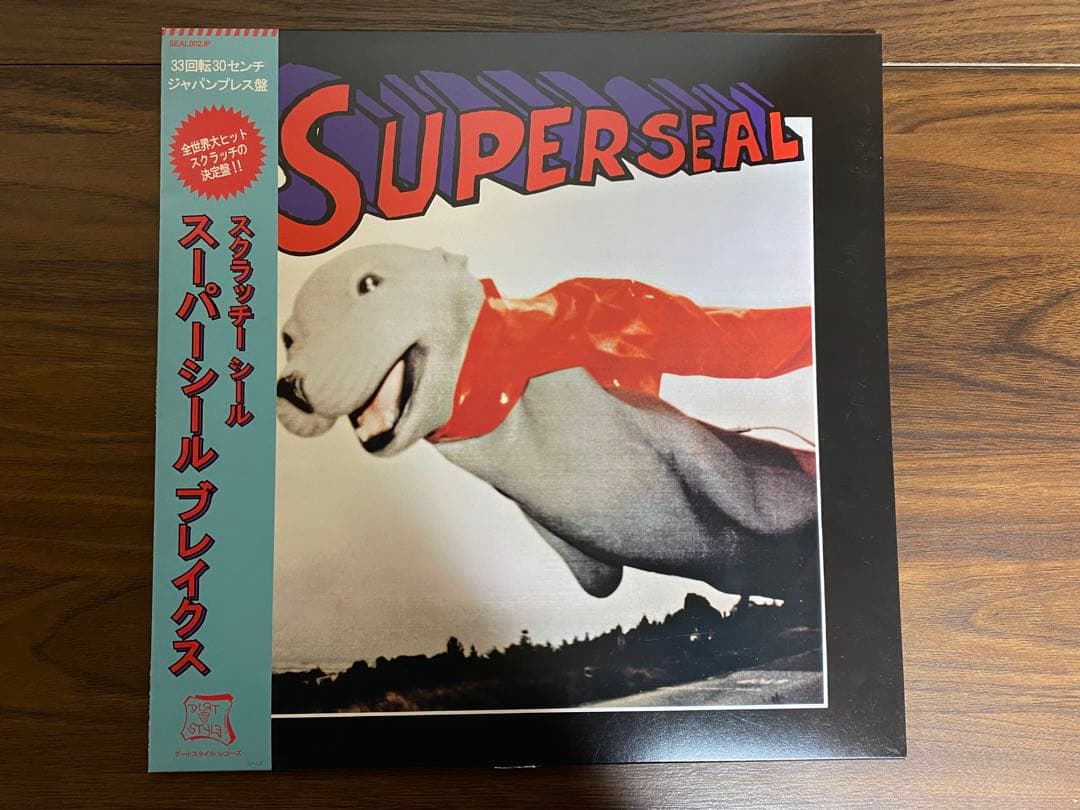 SEAL002JP
33回転30センチ
ジャパンプレス盤
全世界大ヒット
スクラッチの
決定盤!!
スクラッチー シール
スーパーシール ブレイクス
DIRT
STYLE
ダートスタイル・レコーズ
SUPERSEAL